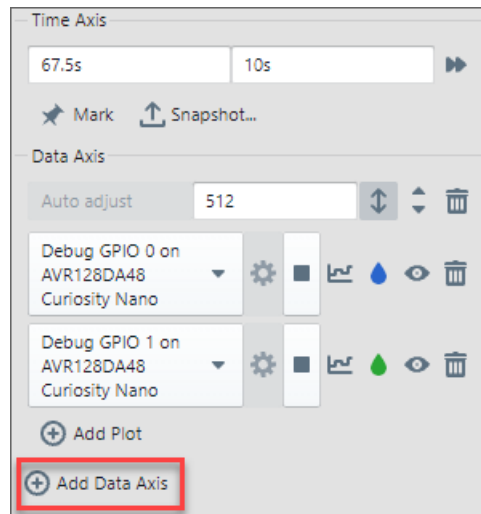 Time Axis
67.5s 10s
Mark Snapshot...
Data Axis
Auto adjust 512
Debug GPIO 0 on
AVR128DA48
Curiosity Nano
Debug GPIO 1 on
AVR128DA48
Curiosity Nano
Add Plot
Add Data Axis